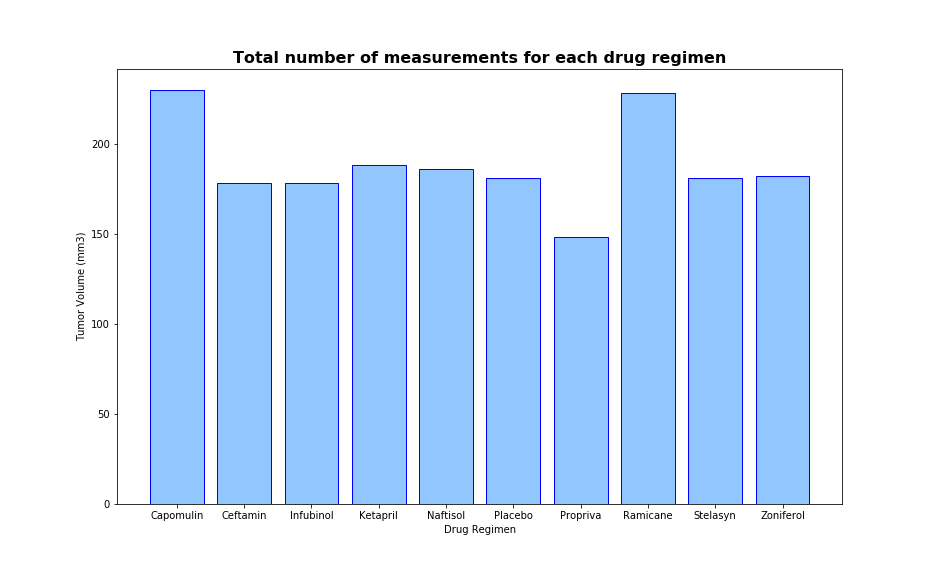 Total number of measurements for each drug regimen
Tumor Volume (mm3)
200
150
100
50
0
Capomulin Ceftamin Infubinol Ketapril Naftisol Placebo Propriva Ramicane Stelasyn Zoniferol
Drug Regimen